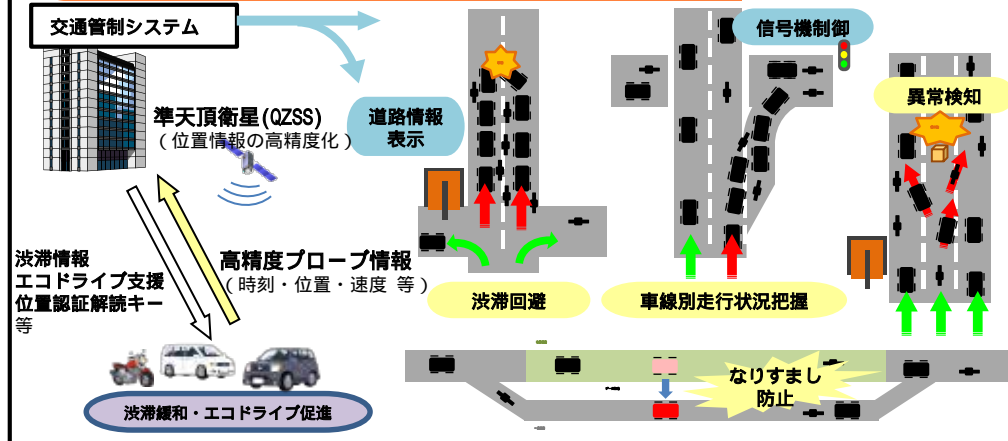 交通管制システム
準天頂衛星(QZSS)
（位置情報の高精度化）
道路情報
表示
信号機制御
異常検知
渋滞情報
エコドライブ支援
位置認証解読キー
等
高精度プローブ情報
（時刻・位置・速度 等）
渋滞回避
車線別走行状況把握
なりすまし
防止
渋滞緩和・エコドライブ促進